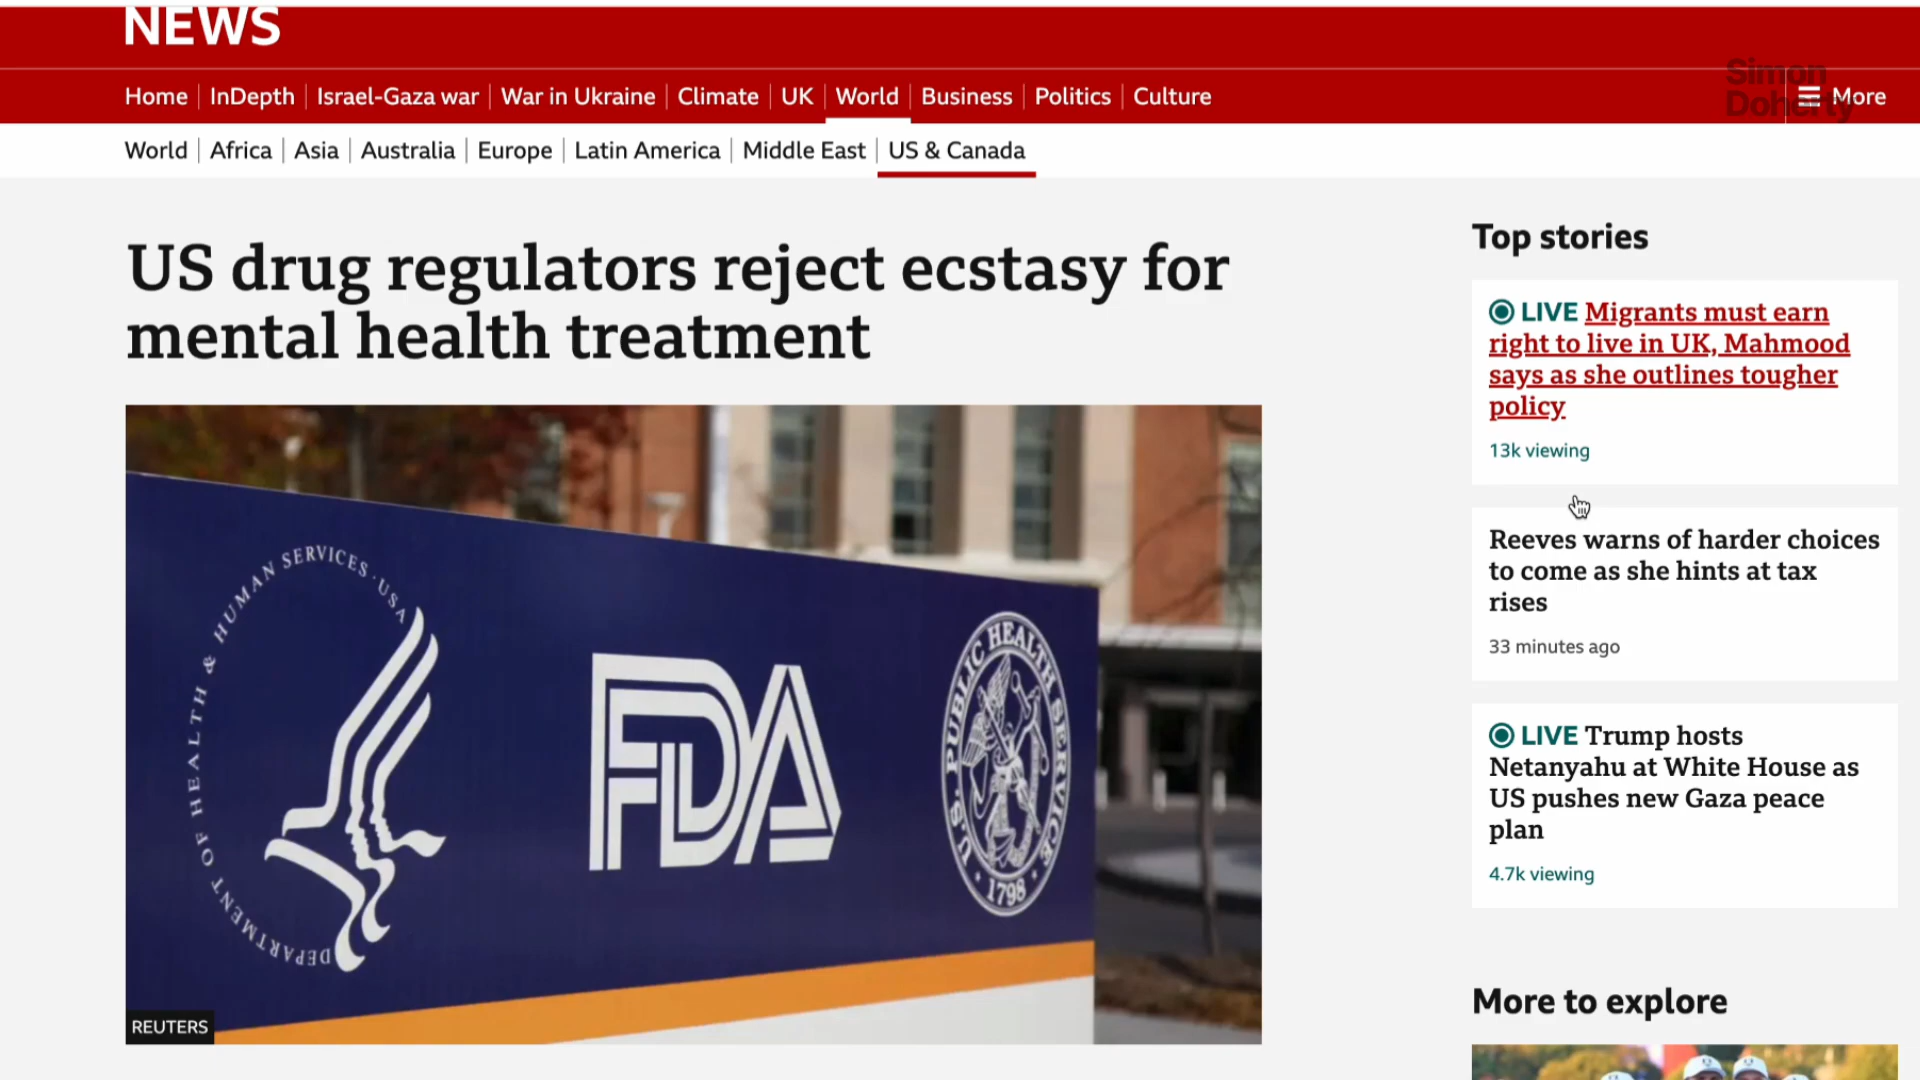 NEWS
Home
InDepth
Israel-Gaza war
War in Ukraine
Climate
UK
World
Business
Politics
Culture
Simon
Doherty
More
World
Africa
Asia
Australia
Europe
Latin America
Middle East
US & Canada
US drug regulators reject ecstasy for
mental health treatment
DEPARTMENT OF HEALTH & HUMAN SERVICES · USA
FDA
U.S. PUBLIC HEALTH SERVICE
· 1798 ·
REUTERS
Top stories
LIVE Migrants must earn
right to live in UK, Mahmood
says as she outlines tougher
policy
13k viewing
Reeves warns of harder choices
to come as she hints at tax
rises
33 minutes ago
LIVE Trump hosts
Netanyahu at White House as
US pushes new Gaza peace
plan
4.7k viewing
More to explore